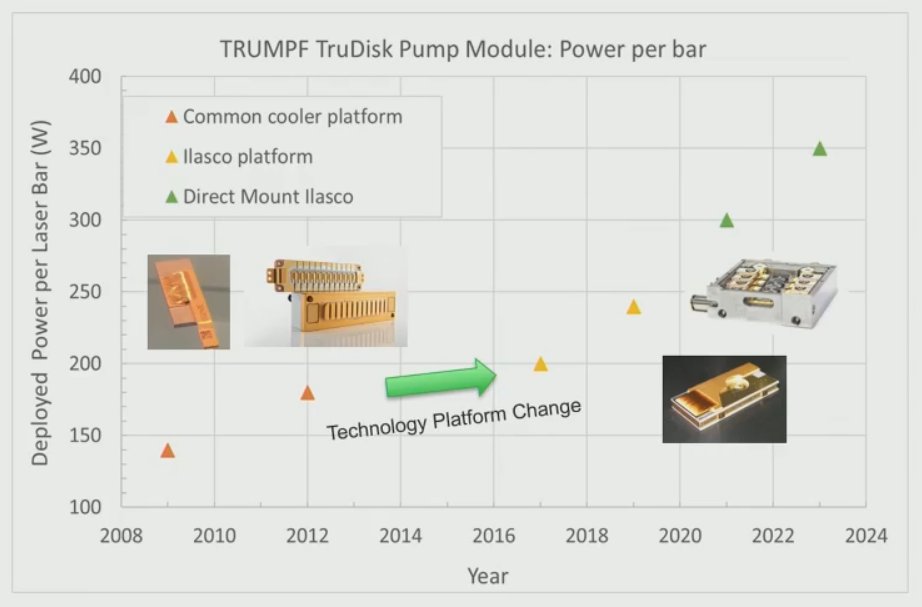 TRUMPF TruDisk Pump Module: Power per bar
400
350
300
250
200
150
100
Deployed Power per Laser Bar (W)
Common cooler platform
Ilasco platform
Direct Mount Ilasco
Technology Platform Change
2008 2010 2012 2014 2016 2018 2020 2022 2024
Year